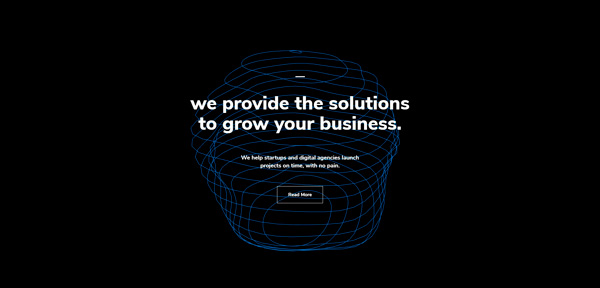 we provide the solutions
to grow your business.
We help startups and digital agencies launch
projects on time, with no pain.
Read More